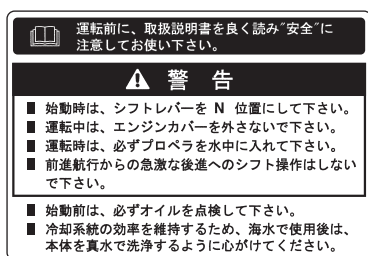 運転前に、取扱説明書を良く読み″安全″に
注意してお使い下さい。
警 告
■ 始動時は、シフトレバーを N 位置にして下さい。
■ 運転中は、エンジンカバーを外さないで下さい。
■ 運転時は、必ずプロペラを水中に入れて下さい。
■ 前進航行からの急激な後進へのシフト操作はしない
で下さい。
■ 始動前は、必ずオイルを点検して下さい。
■ 冷却系統の効率を維持するため、海水で使用後は、
本体を真水で洗浄するように心がけてください。